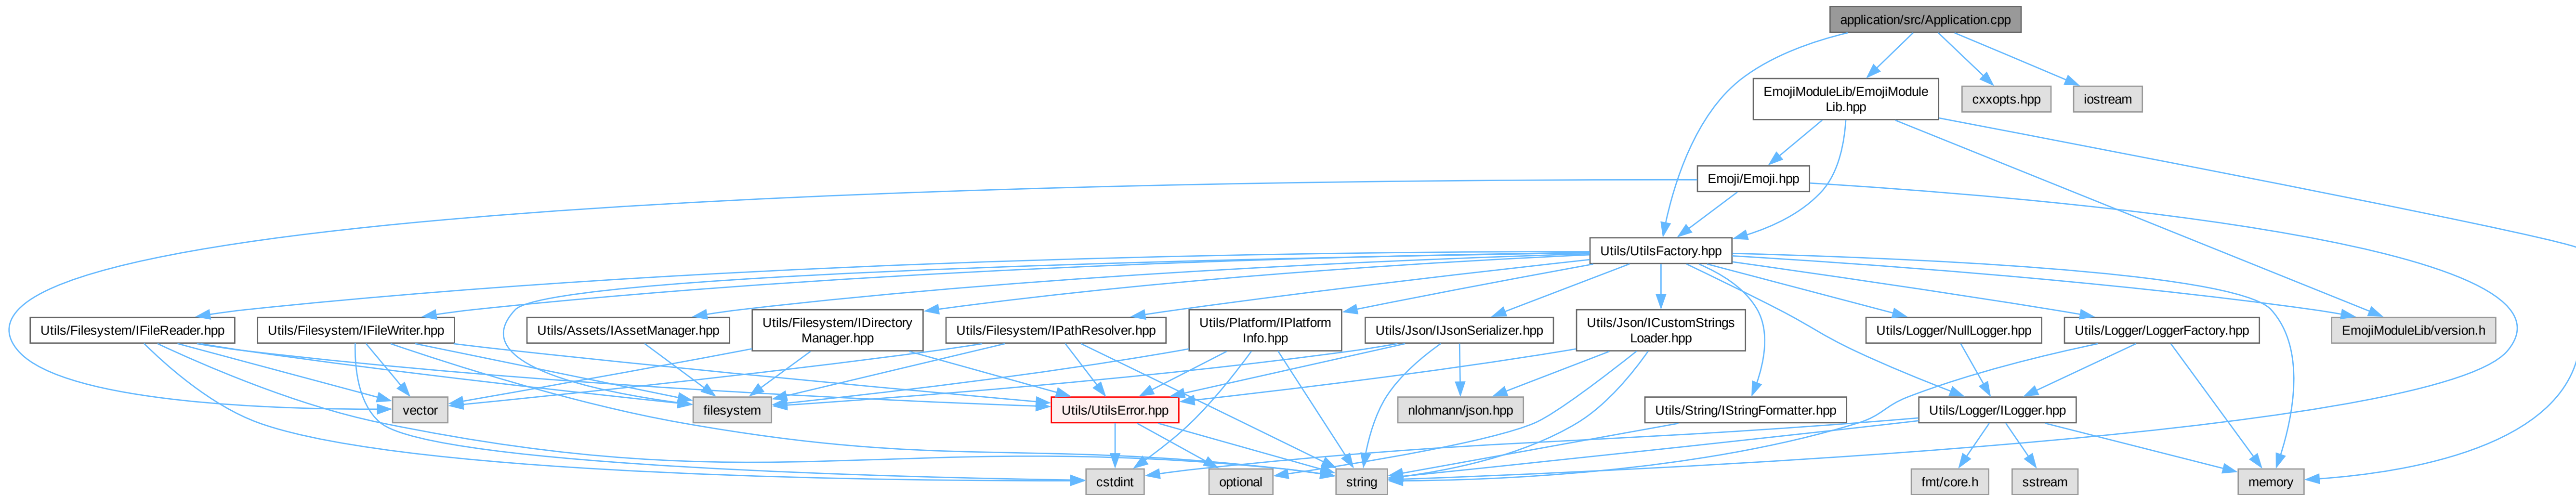 application/src/Application.cpp
EmojiModuleLib/EmojiModule
Lib.hpp
cxxopts.hpp
iostream
Emoji/Emoji.hpp
Utils/UtilsFactory.hpp
Utils/Filesystem/IFileReader.hpp
Utils/Filesystem/IFileWriter.hpp
Utils/Assets/IAssetManager.hpp
Utils/Filesystem/IDirectory
Manager.hpp
Utils/Filesystem/IPathResolver.hpp
Utils/Platform/IPlatform
Info.hpp
Utils/Json/IJsonSerializer.hpp
Utils/Json/ICustomStrings
Loader.hpp
Utils/Logger/NullLogger.hpp
Utils/Logger/LoggerFactory.hpp
EmojiModuleLib/version.h
vector
filesystem
Utils/UtilsError.hpp
nlohmann/json.hpp
Utils/String/IStringFormatter.hpp
Utils/Logger/ILogger.hpp
cstdint
optional
string
fmt/core.h
sstream
memory